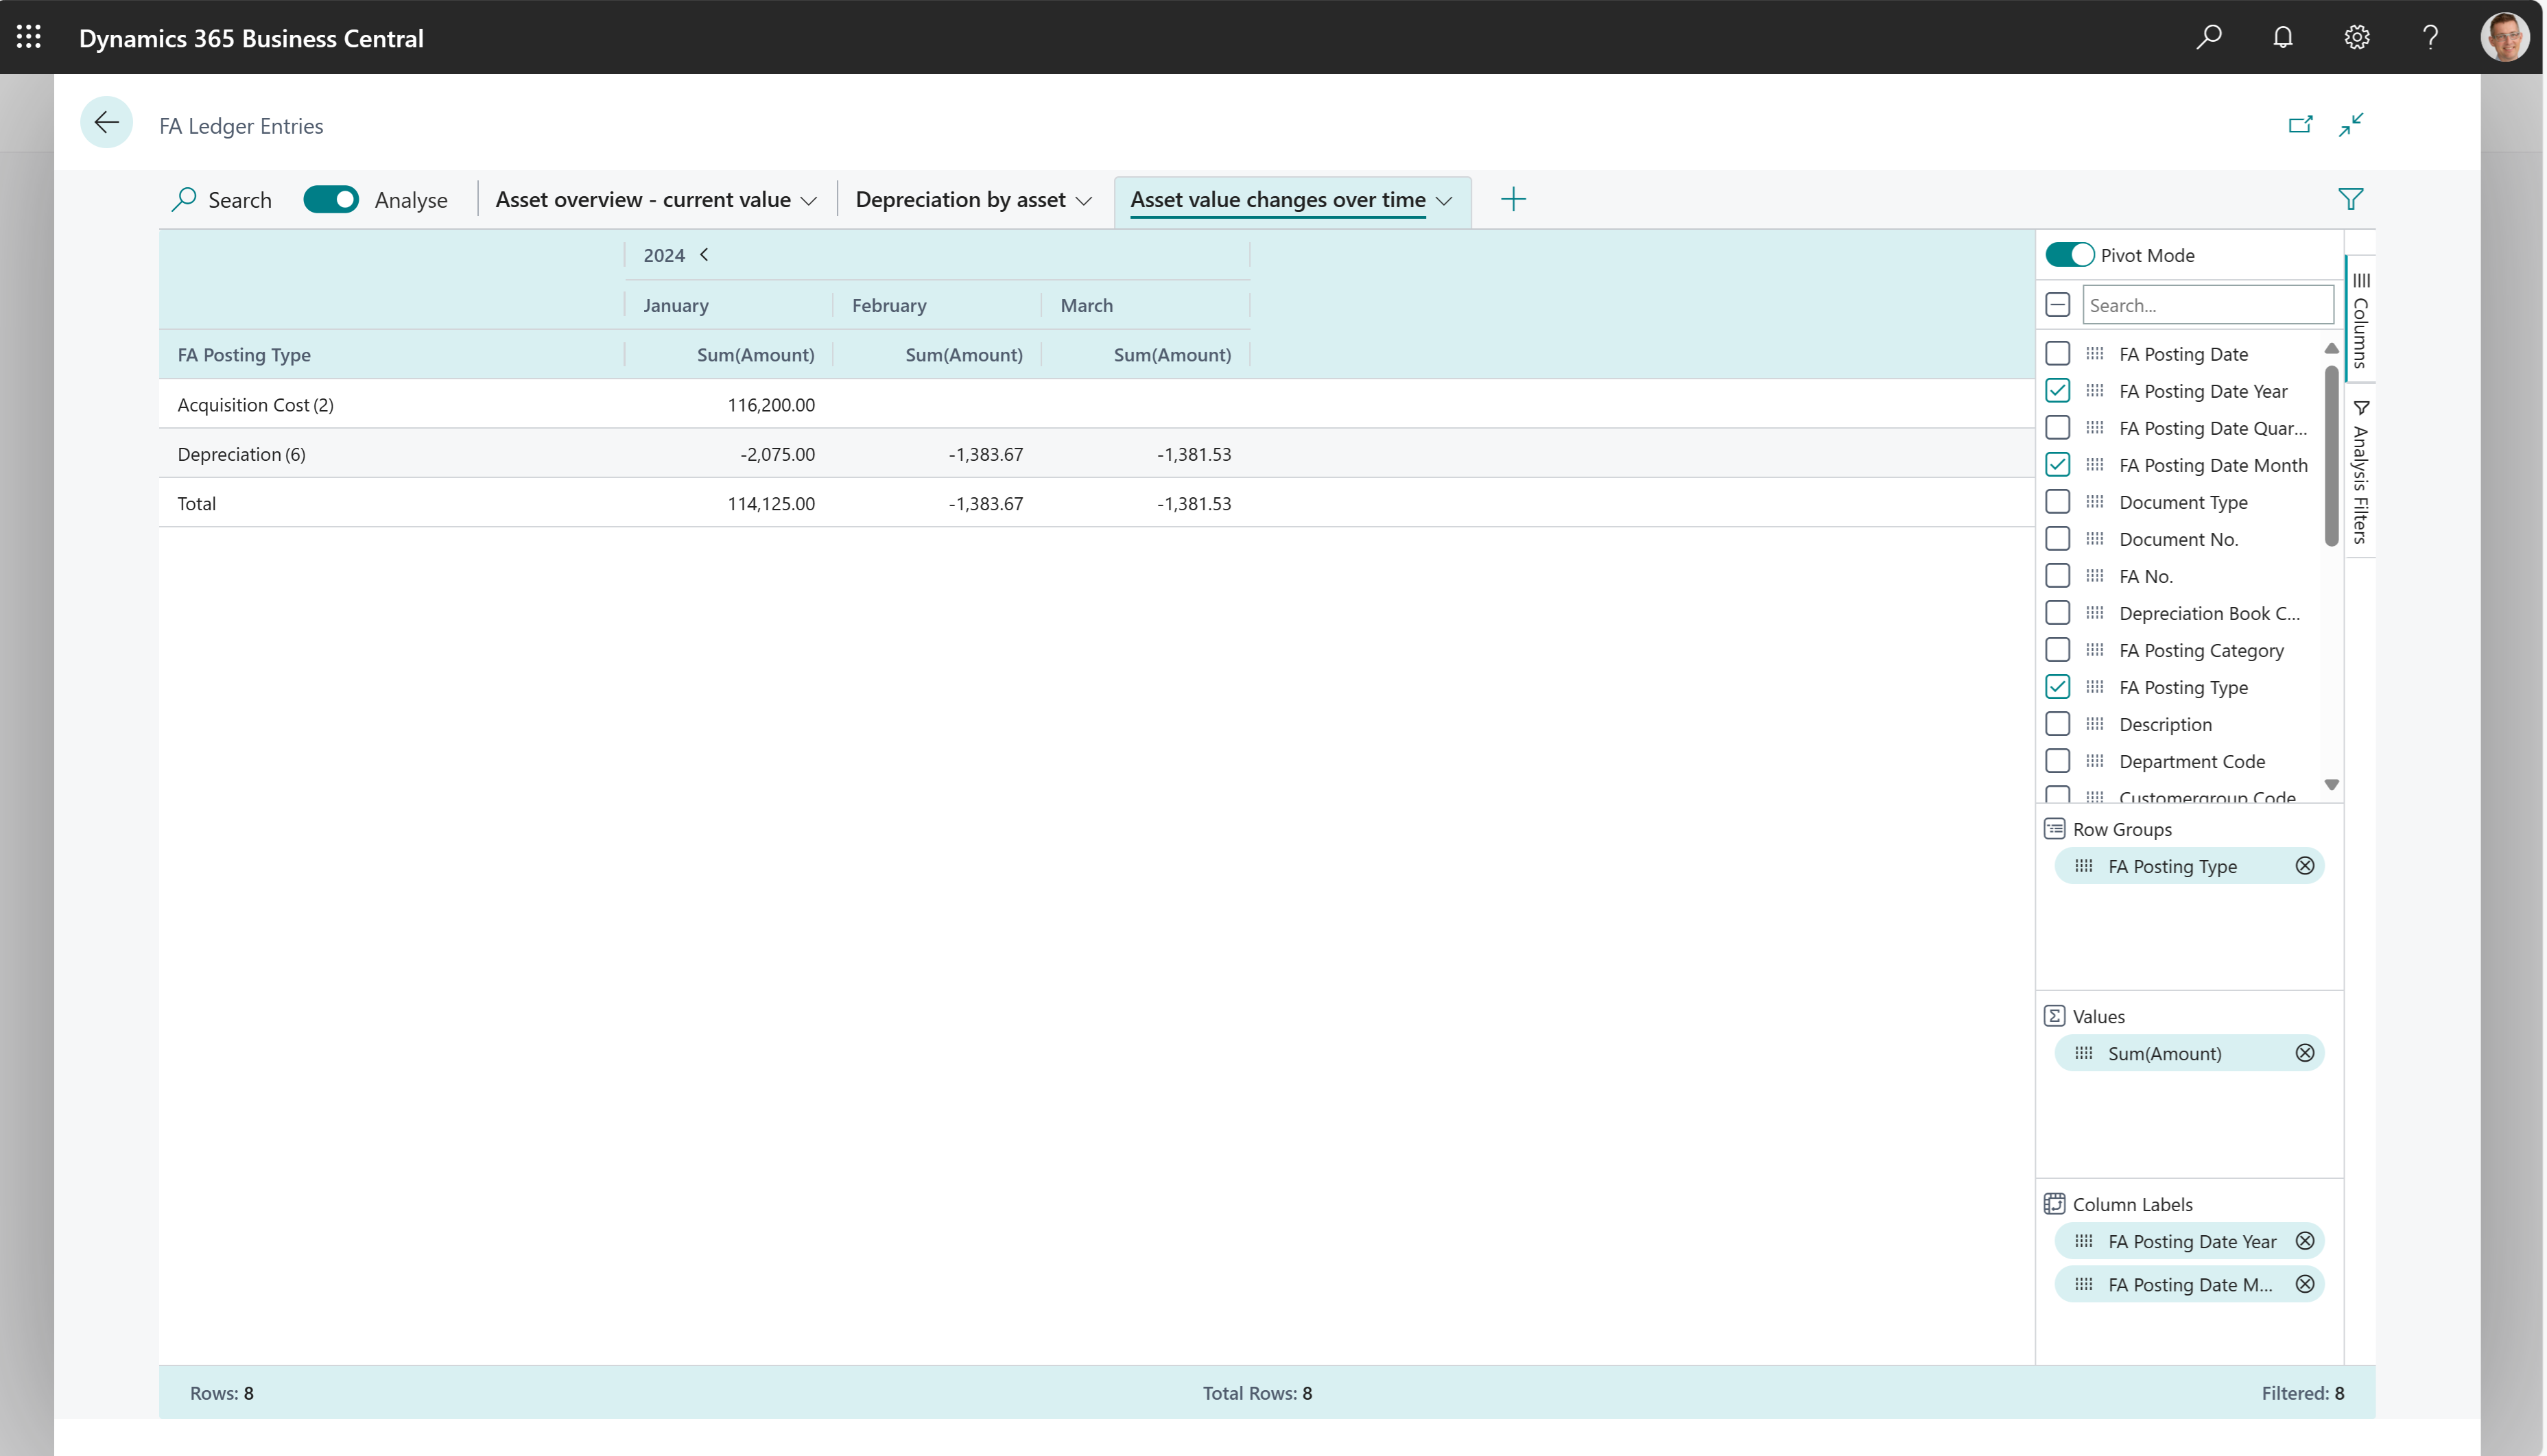 Dynamics 365 Business Central
FA Ledger Entries
Search
Analyse
Asset overview - current value
Depreciation by asset
Asset value changes over time
2024
January February March
FA Posting Type Sum(Amount) Sum(Amount) Sum(Amount)
Acquisition Cost (2) 116,200.00
Depreciation (6) -2,075.00 -1,383.67 -1,381.53
Total 114,125.00 -1,383.67 -1,381.53
Pivot Mode
Search...
FA Posting Date
FA Posting Date Year
FA Posting Date Quar...
FA Posting Date Month
Document Type
Document No.
FA No.
Depreciation Book C...
FA Posting Category
FA Posting Type
Description
Department Code
Customergroup Code
Row Groups
FA Posting Type
Values
Sum(Amount)
Column Labels
FA Posting Date Year
FA Posting Date M...
Columns
Analysis Filters
Rows: 8 Total Rows: 8 Filtered: 8